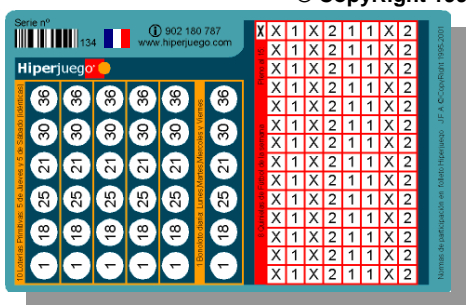 © CopyRight 199
Serie nº
134
902 180 787
www.hiperjuego.com
Hiperjuego
10 Loterias Primitivas: 5 de Jueves y 5 de Sábado (idénticas)
36 36 36 36 36 36
30 30 30 30 30 30
21 21 21 21 21 21
25 25 25 25 25 25
18 18 18 18 18 18
1 1 1 1 1 1
1 Bonoloto diaria: Lunes,Martes,Miercoles y Viernes
Pleno al 15
Quinielas de Futbol de la semana
X X 1 X 2 1 1 X 2
X 1 X 2 1 1 X 2
X 1 X 2 1 1 X 2
X 1 X 2 1 1 X 2
X 1 X 2 1 1 X 2
X 1 X 2 1 1 X 2
X 1 X 2 1 1 X 2
X 1 X 2 1 1 X 2
X 1 X 2 1 1 X 2
X 1 X 2 1 1 X 2
X 1 X 2 1 1 X 2
X 1 X 2 1 1 X 2
X 1 X 2 1 1 X 2
X 1 X 2 1 1 X 2
X 1 X 2 1 1 X 2
Normas de participación en folleto Hiperjuego. J.F.A. ©CopyRight 1995-2001